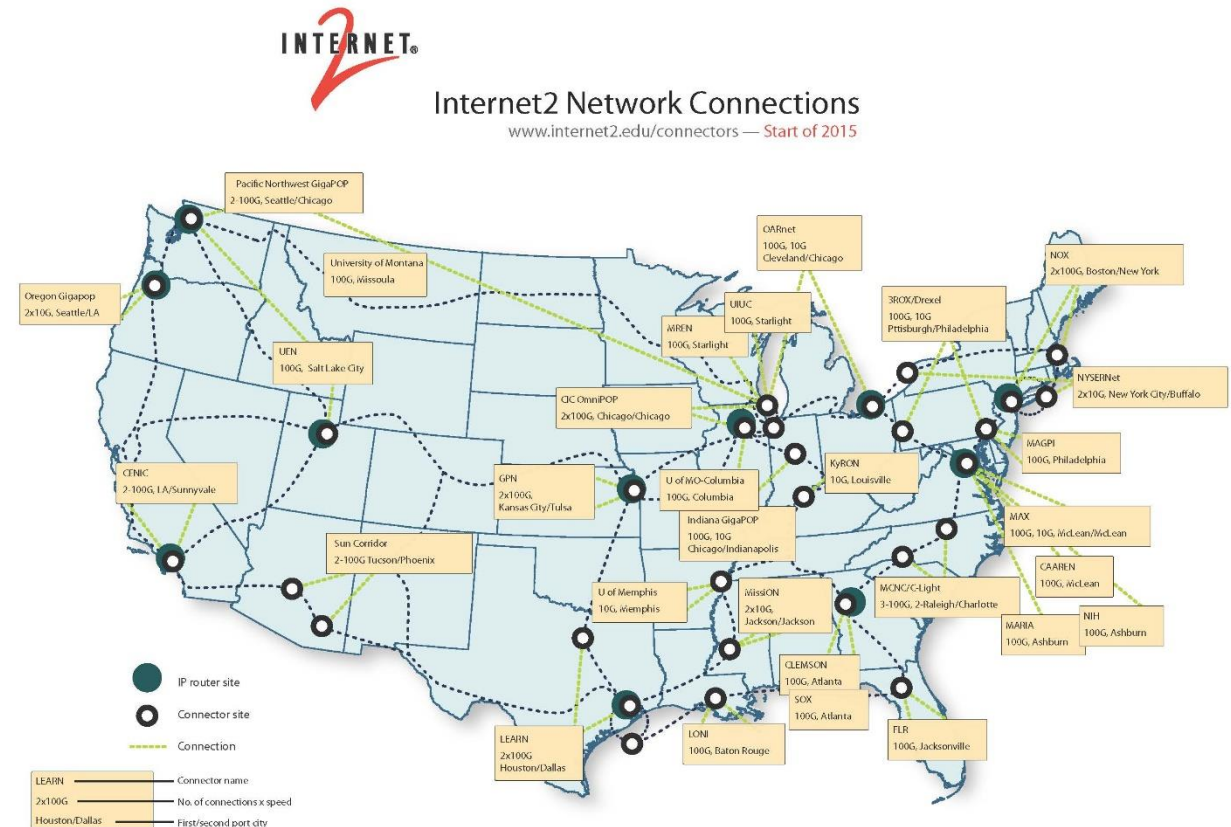 INTERNET®
2
Internet2 Network Connections
www.internet2.edu/connectors — Start of 2015
Pacific Northwest GigaPOP
2-100G, Seattle/Chicago
University of Montana
100G, Missoula
Oregon Gigapop
2x10G, Seattle/LA
UEN
100G, Salt Lake City
CENIC
2-100G, LA/Sunnyvale
Sun Corridor
2-100G Tucson/Phoenix
OARnet
100G, 10G
Cleveland/Chicago
UIUC
100G, Starlight
MREN
100G, Starlight
CIC OmniPOP
2x100G, Chicago/Chicago
GPN
2x100G,
Kansas City/Tulsa
U of MO-Columbia
100G, Columbia
KyRON
10G, Louisville
Indiana GigaPOP
100G, 10G
Chicago/Indianapolis
U of Memphis
10G, Memphis
MissiON
2x10G,
Jackson/Jackson
NOX
2x100G, Boston/New York
3ROX/Drexel
100G, 10G
Pttisburgh/Philadelphia
NYSERNet
2x10G, New York City/Buffalo
MAGPI
100G, Philadelphia
MAX
100G, 10G, McLean/McLean
CAAREN
100G, McLean
MCNC/C-Light
3-100G, 2-Raleigh/Charlotte
MARIA
100G, Ashburn
NIH
100G, Ashburn
CLEMSON
100G, Atlanta
SOX
100G, Atlanta
FLR
100G, Jacksonville
LONI
100G, Baton Rouge
LEARN
2x100G
Houston/Dallas
IP router site
Connector site
Connection
LEARN Connector name
2x100G No. of connections x speed
Houston/Dallas First/second port city